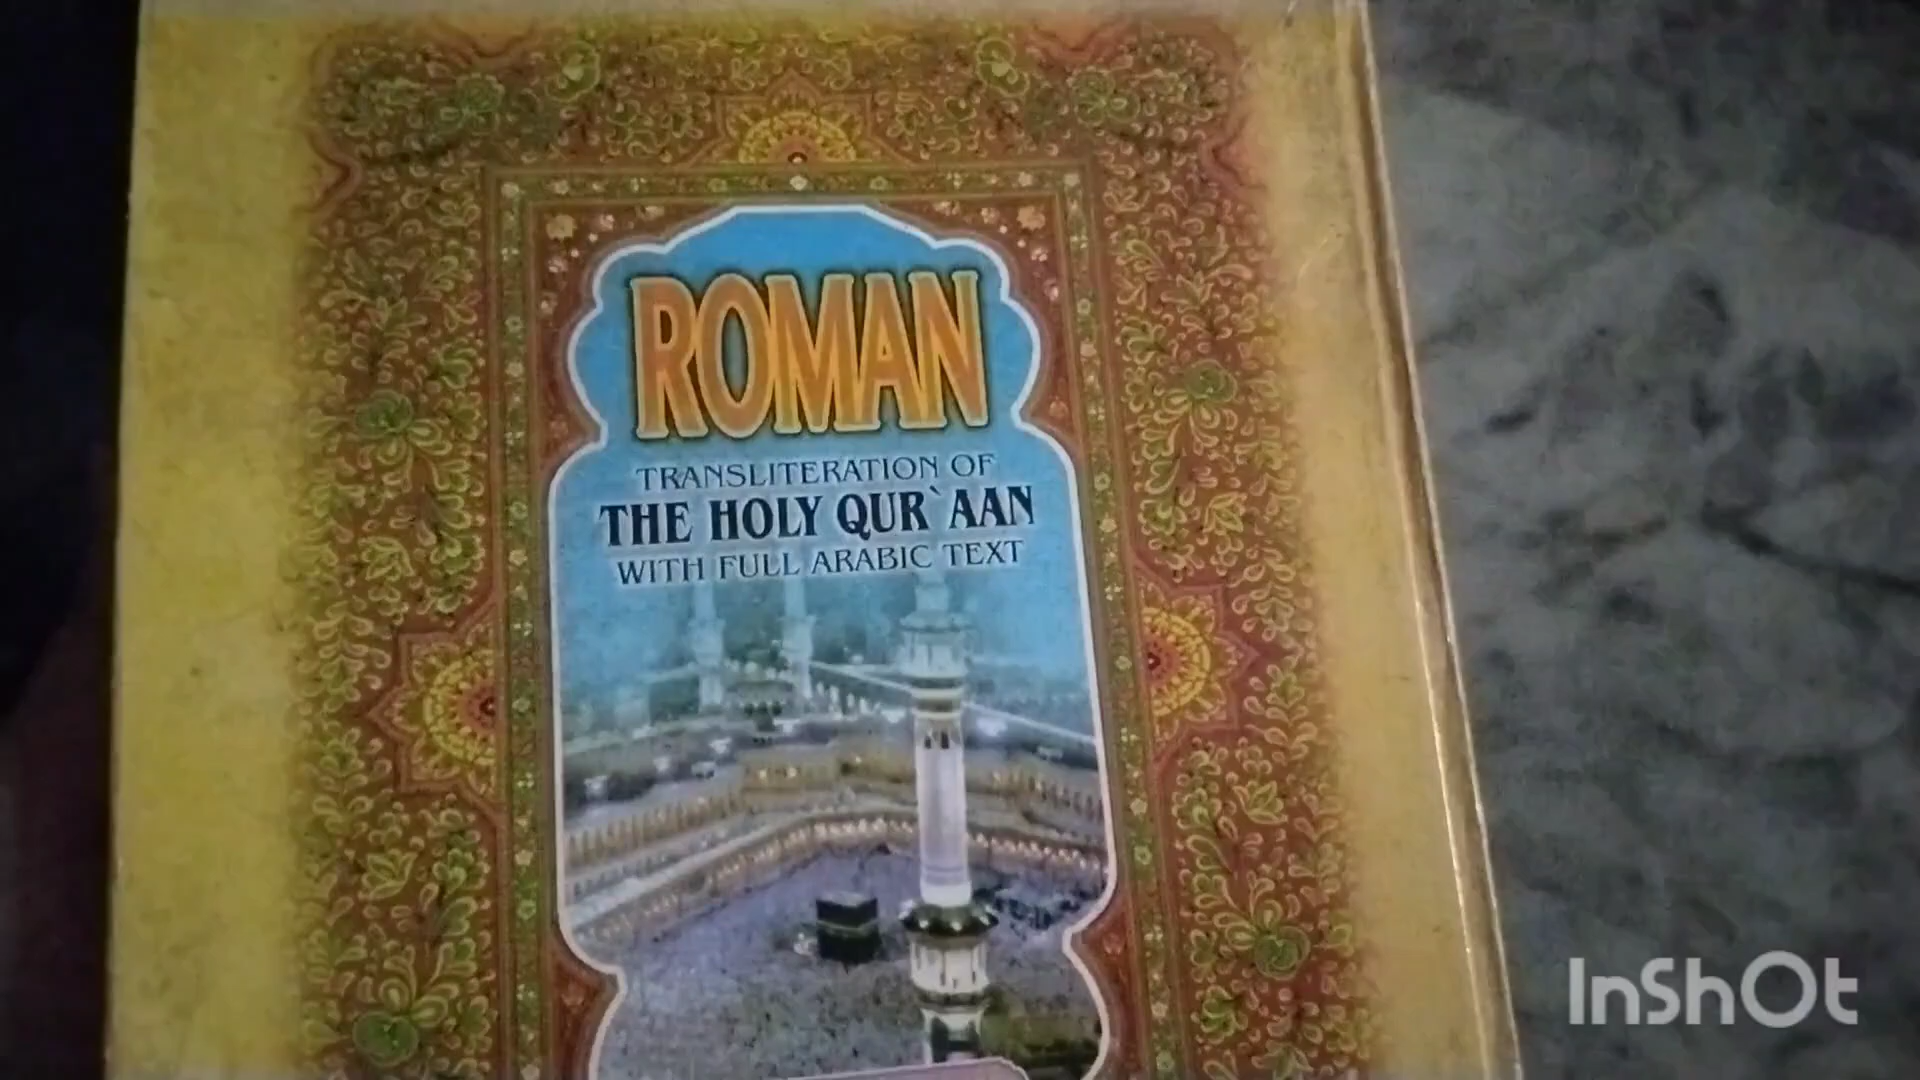 ROMAN
TRANSLITERATION OF
THE HOLY QUR`AAN
WITH FULL ARABIC TEXT
InShOt